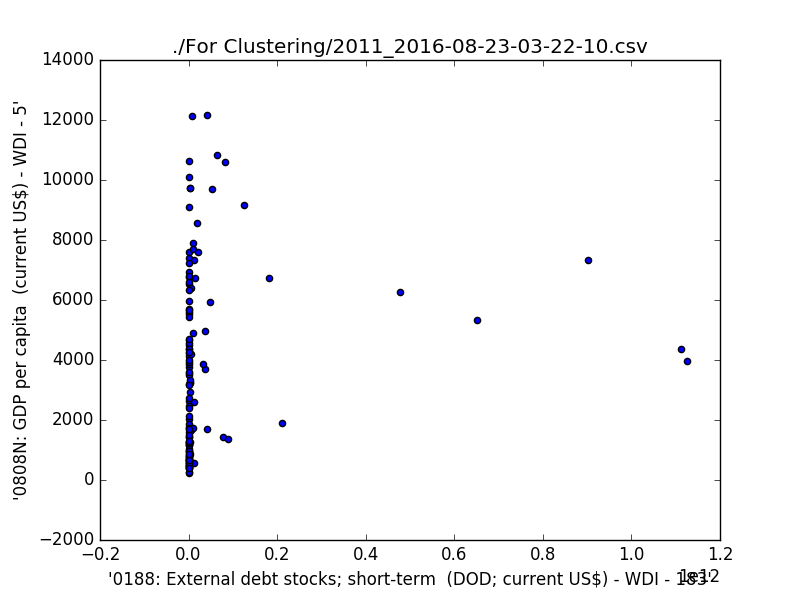 ./For Clustering/2011_2016-08-23-03-22-10.csv
14000
12000
10000
8000
6000
4000
2000
0
−2000
'0808N: GDP per capita  (current US$) - WDI - 5'
−0.2 0.0 0.2 0.4 0.6 0.8 1.0 1.2
1e12
'0188: External debt stocks; short-term  (DOD; current US$) - WDI - 183'